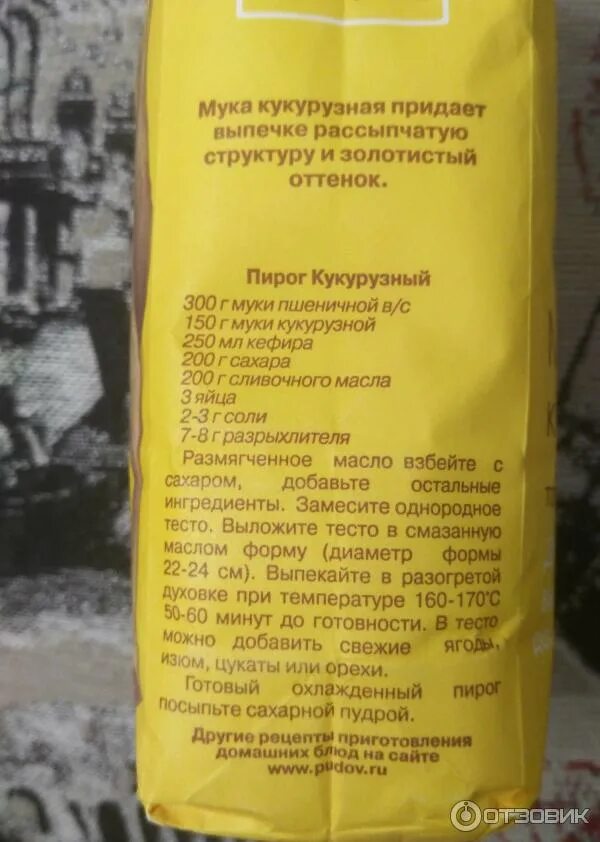 Мука кукурузная придает
выпечке рассыпчатую
структуру и золотистый
оттенок.
Пирог Кукурузный
300 г муки пшеничной в/с
150 г муки кукурузной
250 мл кефира
200 г сахара
200 г сливочного масла
3 яйца
2-3 г соли
7-8 г разрыхлителя
Размягченное масло взбейте с
сахаром, добавьте остальные
ингредиенты. Замесите однородное
тесто. Выложите тесто в смазанную
маслом форму (диаметр формы
22-24 см). Выпекайте в разогретой
духовке при температуре 160-170°С
50-60 минут до готовности. В тесто
можно добавить свежие ягоды,
изюм, цукаты или орехи.
Готовый охлажденный пирог
посыпьте сахарной пудрой.
Другие рецепты приготовления
домашних блюд на сайте
www.pudov.ru
ОТЗОВИК